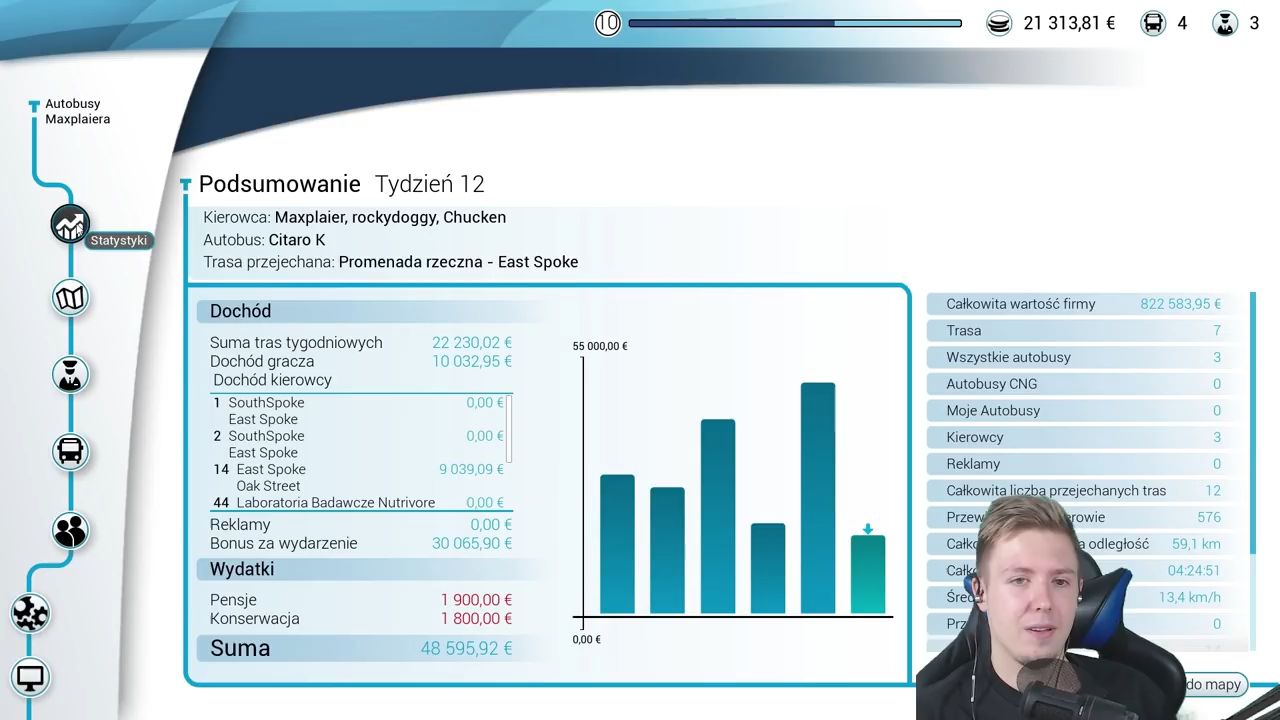 10
21 313,81 €
4
3
Autobusy
Maxplaiera
Statystyki
Podsumowanie Tydzień 12
Kierowca: Maxplaier, rockydoggy, Chucken
Autobus: Citaro K
Trasa przejechana: Promenada rzeczna - East Spoke
Dochód
Suma tras tygodniowych 22 230,02 €
Dochód gracza 10 032,95 €
Dochód kierowcy
1 SouthSpoke 0,00 €
East Spoke
2 SouthSpoke 0,00 €
East Spoke
14 East Spoke 9 039,09 €
Oak Street
44 Laboratoria Badawcze Nutrivore 0,00 €
Reklamy 0,00 €
Bonus za wydarzenie 30 065,90 €
Wydatki
Pensje 1 900,00 €
Konserwacja 1 800,00 €
Suma 48 595,92 €
55 000,00 €
0,00 €
Całkowita wartość firmy 822 583,95 €
Trasa 7
Wszystkie autobusy 3
Autobusy CNG 0
Moje Autobusy 0
Kierowcy 3
Reklamy 0
Całkowita liczba przejechanych tras 12
576
odległość 59,1 km
04:24:51
13,4 km/h
0
do mapy